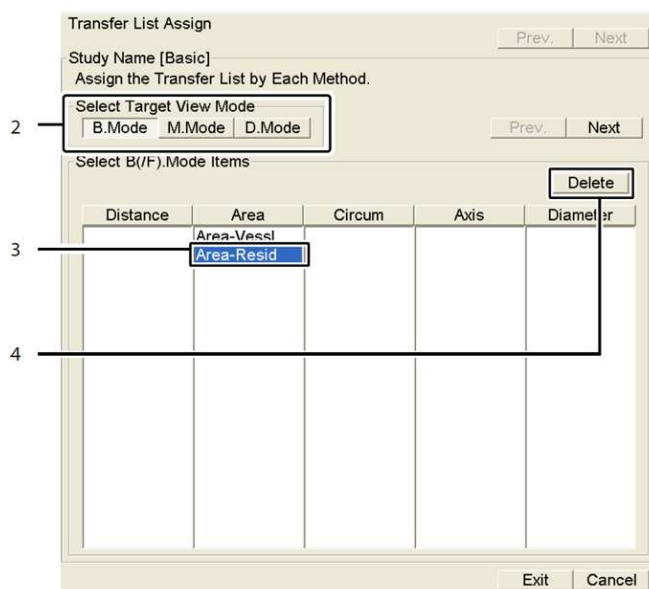 Transfer List Assign
Prev. Next
Study Name [Basic]
Assign the Transfer List by Each Method.
Select Target View Mode
2
B.Mode M.Mode D.Mode
Prev. Next
Select B(/F).Mode Items
Delete
Distance Area Circum Axis Diameter
Area-Vessl
3
Area-Resid
4
Exit Cancel